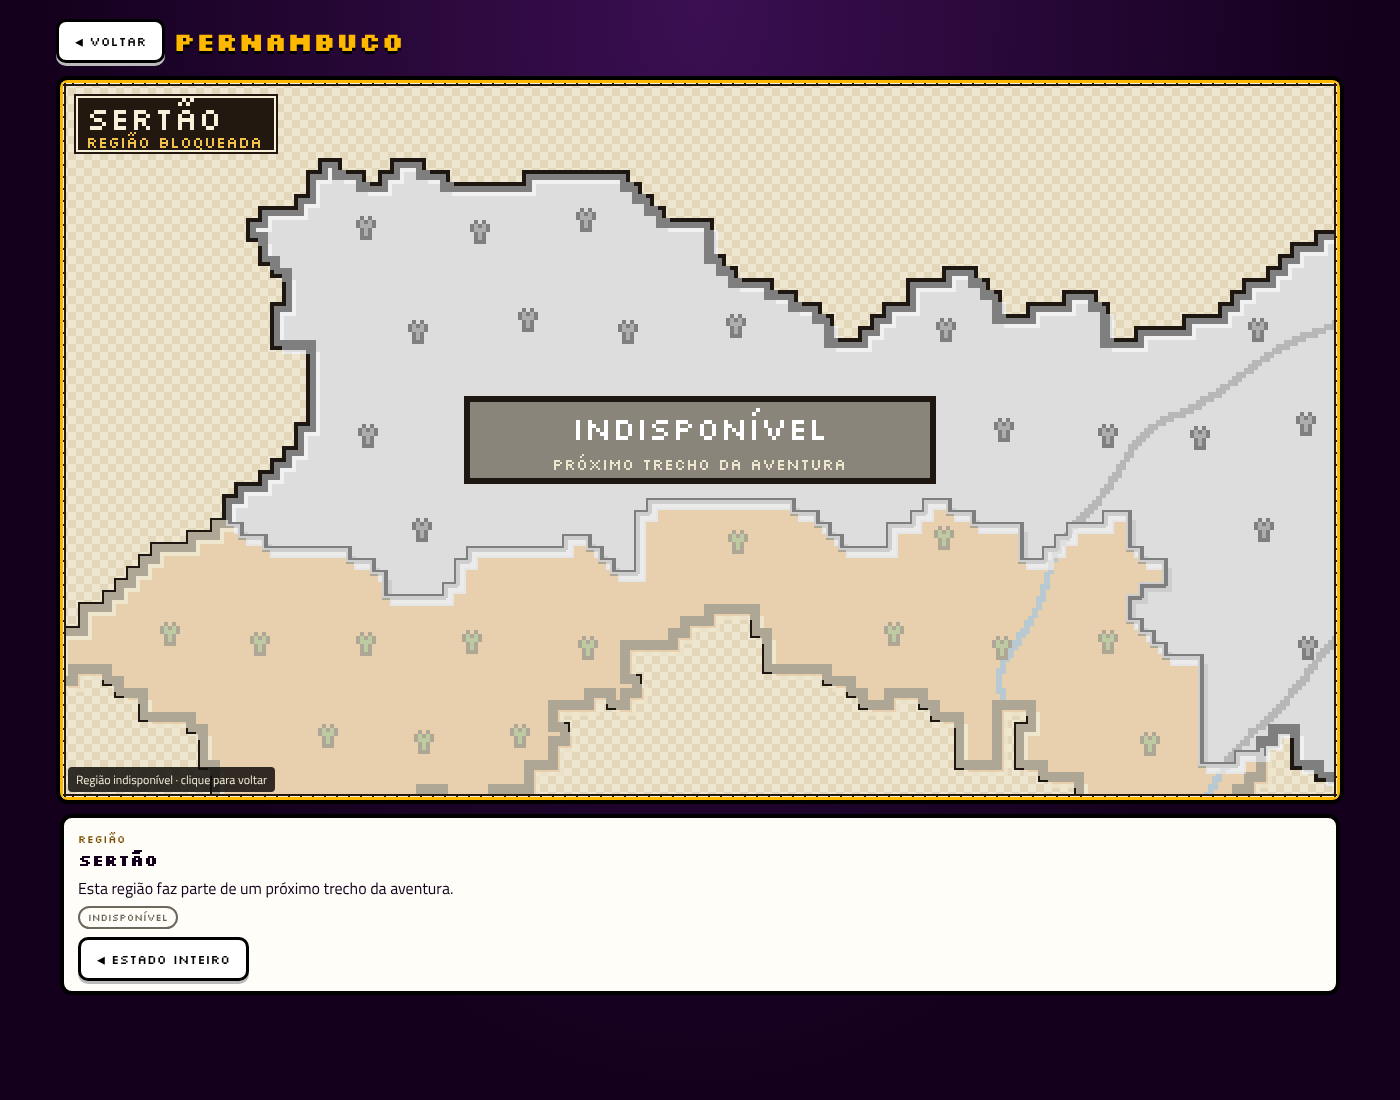 ◄ VOLTAR
PERNAMBUCO
SERTÃO
REGIÃO BLOQUEADA
INDISPONÍVEL
PRÓXIMO TRECHO DA AVENTURA
Região indisponível · clique para voltar
REGIÃO
SERTÃO
Esta região faz parte de um próximo trecho da aventura.
INDISPONÍVEL
◄ ESTADO INTEIRO